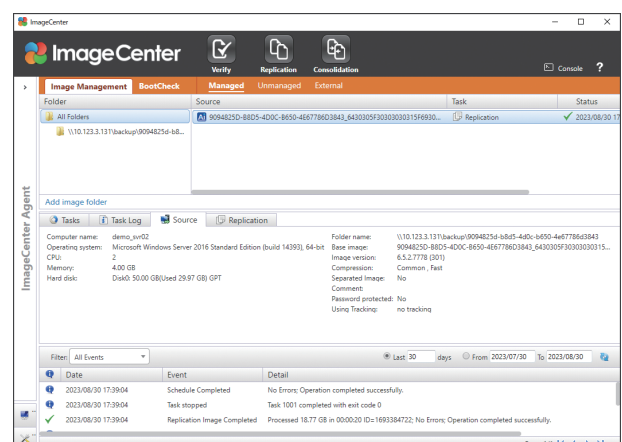 ImageCenter
ImageCenter
Verify
Replication
Consolidation
Console ?
Image Management BootCheck Managed Unmanaged External
Folder Source Task Status
All Folders
9094825D-B8D5-4D0C-B650-4E67786D3843_6430305F30303030315F6930... Replication 2023/08/30 17
\\10.123.3.131\backup\9094825d-b8...
ImageCenter Agent
Add image folder
Tasks Task Log Source Replication
Computer name: demo_svr02
Operating system: Microsoft Windows Server 2016 Standard Edition (build 14393), 64-bit
CPU: 2
Memory: 4.00 GB
Hard disk: Disk0: 50.00 GB(Used 29.97 GB) GPT
Folder name: \\10.123.3.131\backup\9094825d-b8d5-4d0c-b650-4e67786d3843
Base image: 9094825D-B8D5-4D0C-B650-4E67786D3843_6430305F30303030315...
Image version: 6.5.2.7778 (301)
Compression: Common , Fast
Separated Image: No
Comment:
Password protected: No
Using Tracking: no tracking
Filter: All Events Last 30 days From 2023/07/30 To 2023/08/30
Date Event Detail
2023/08/30 17:39:04 Schedule Completed No Errors; Operation completed successfully.
2023/08/30 17:39:04 Task stopped Task 1001 completed with exit code 0
2023/08/30 17:39:04 Replication Image Completed Processed 18.77 GB in 00:00:20 ID=1693384722; No Errors; Operation completed successfully.